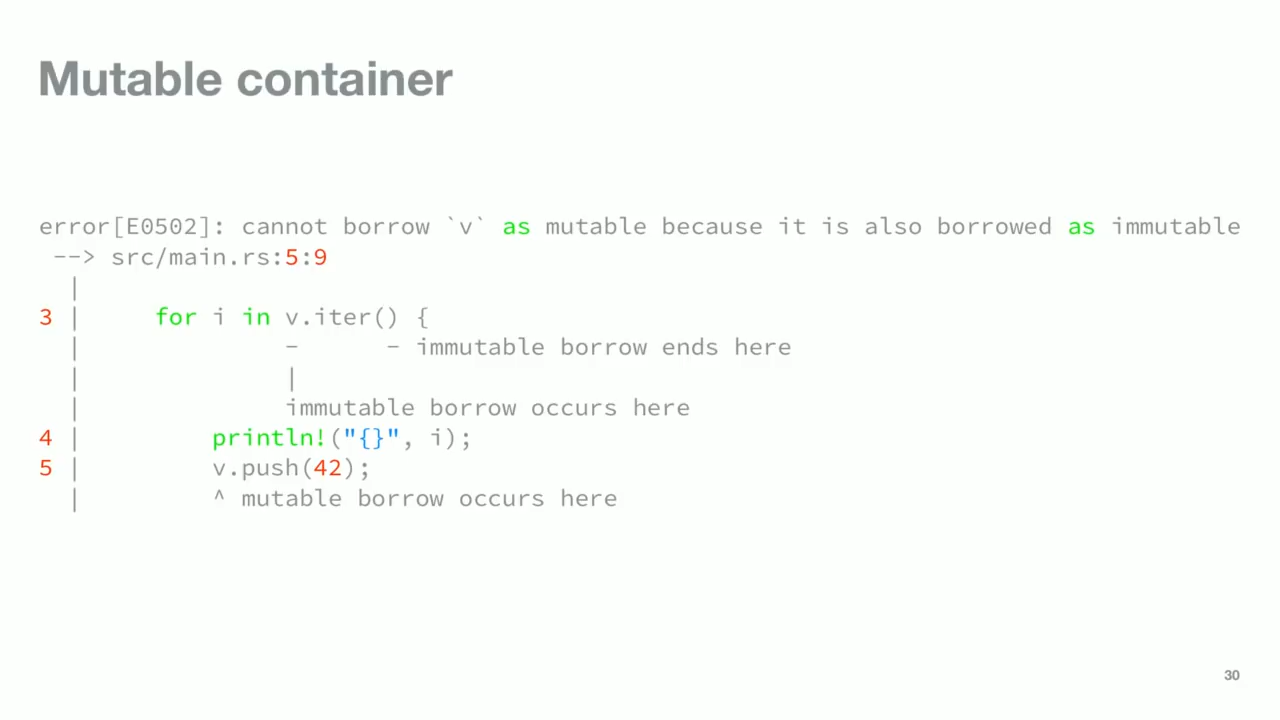 Mutable container
error[E0502]: cannot borrow `v` as mutable because it is also borrowed as immutable
 --> src/main.rs:5:9
  |
3 |     for i in v.iter() {
  |              -      - immutable borrow ends here
  |              |
  |              immutable borrow occurs here
4 |         println!("{}", i);
5 |         v.push(42);
  |         ^ mutable borrow occurs here
30